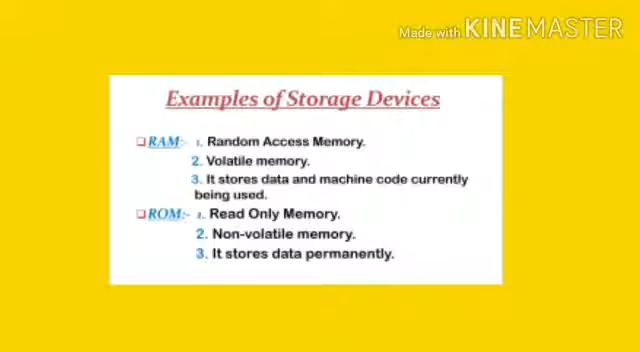 Made with KINEMASTER
Examples of Storage Devices
RAM:- 1. Random Access Memory.
2. Volatile memory.
3. It stores data and machine code currently
being used.
ROM:- 1. Read Only Memory.
2. Non-volatile memory.
3. It stores data permanently.